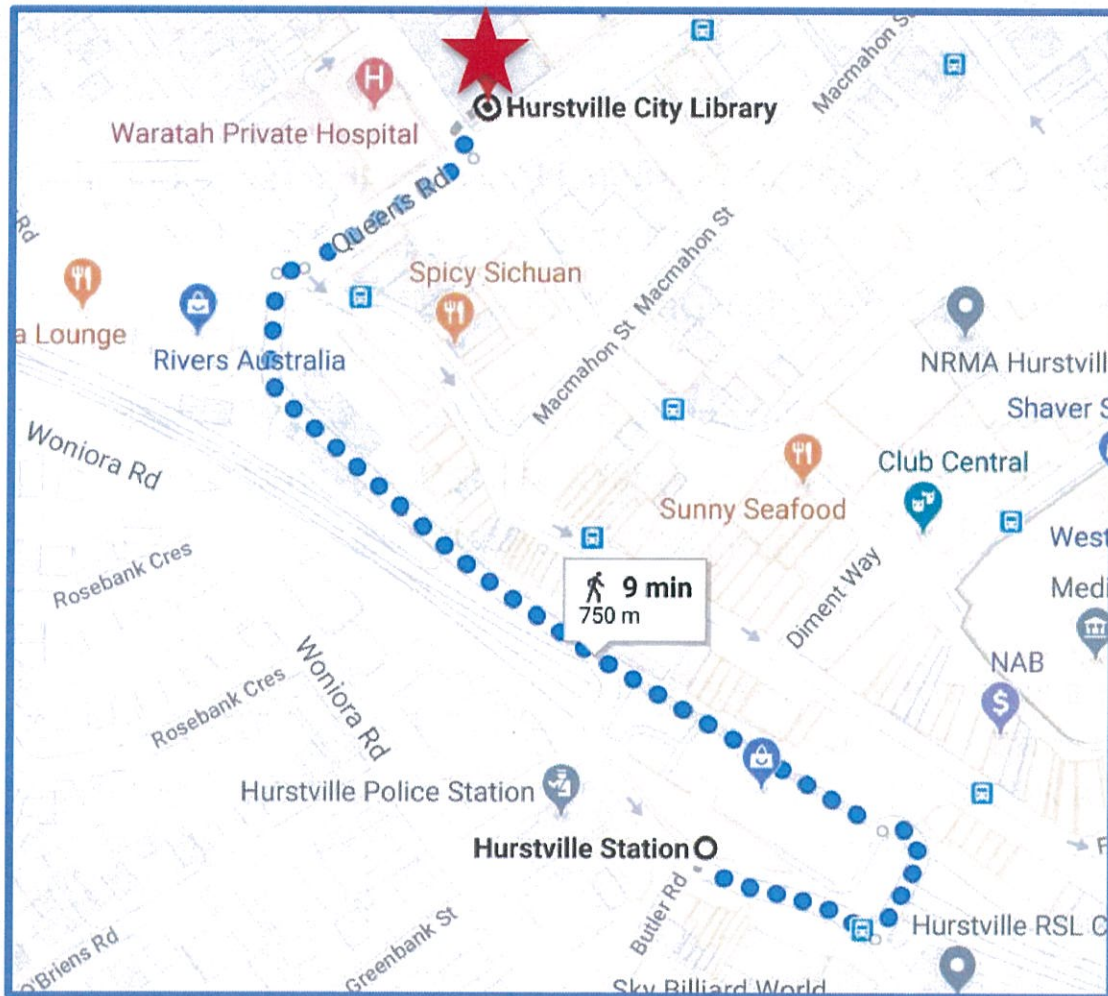 Macmahon S
H
Hurstville City Library
Waratah Private Hospital
Queens Rd
Rd
Macmahon St
Spicy Sichuan
a Lounge
Rivers Australia
Macmahon St
NRMA Hurstvill
Shaver S
Woniora Rd
Club Central
Sunny Seafood
West
Rosebank Cres
9 min
750 m
Medi
Diment Way
Woniora Rd
NAB
$
Rosebank Cres
Hurstville Police Station
Hurstville Station
F
Butler Rd
Hurstville RSL C
Greenbank St
O'Briens Rd
Sky Billiard World